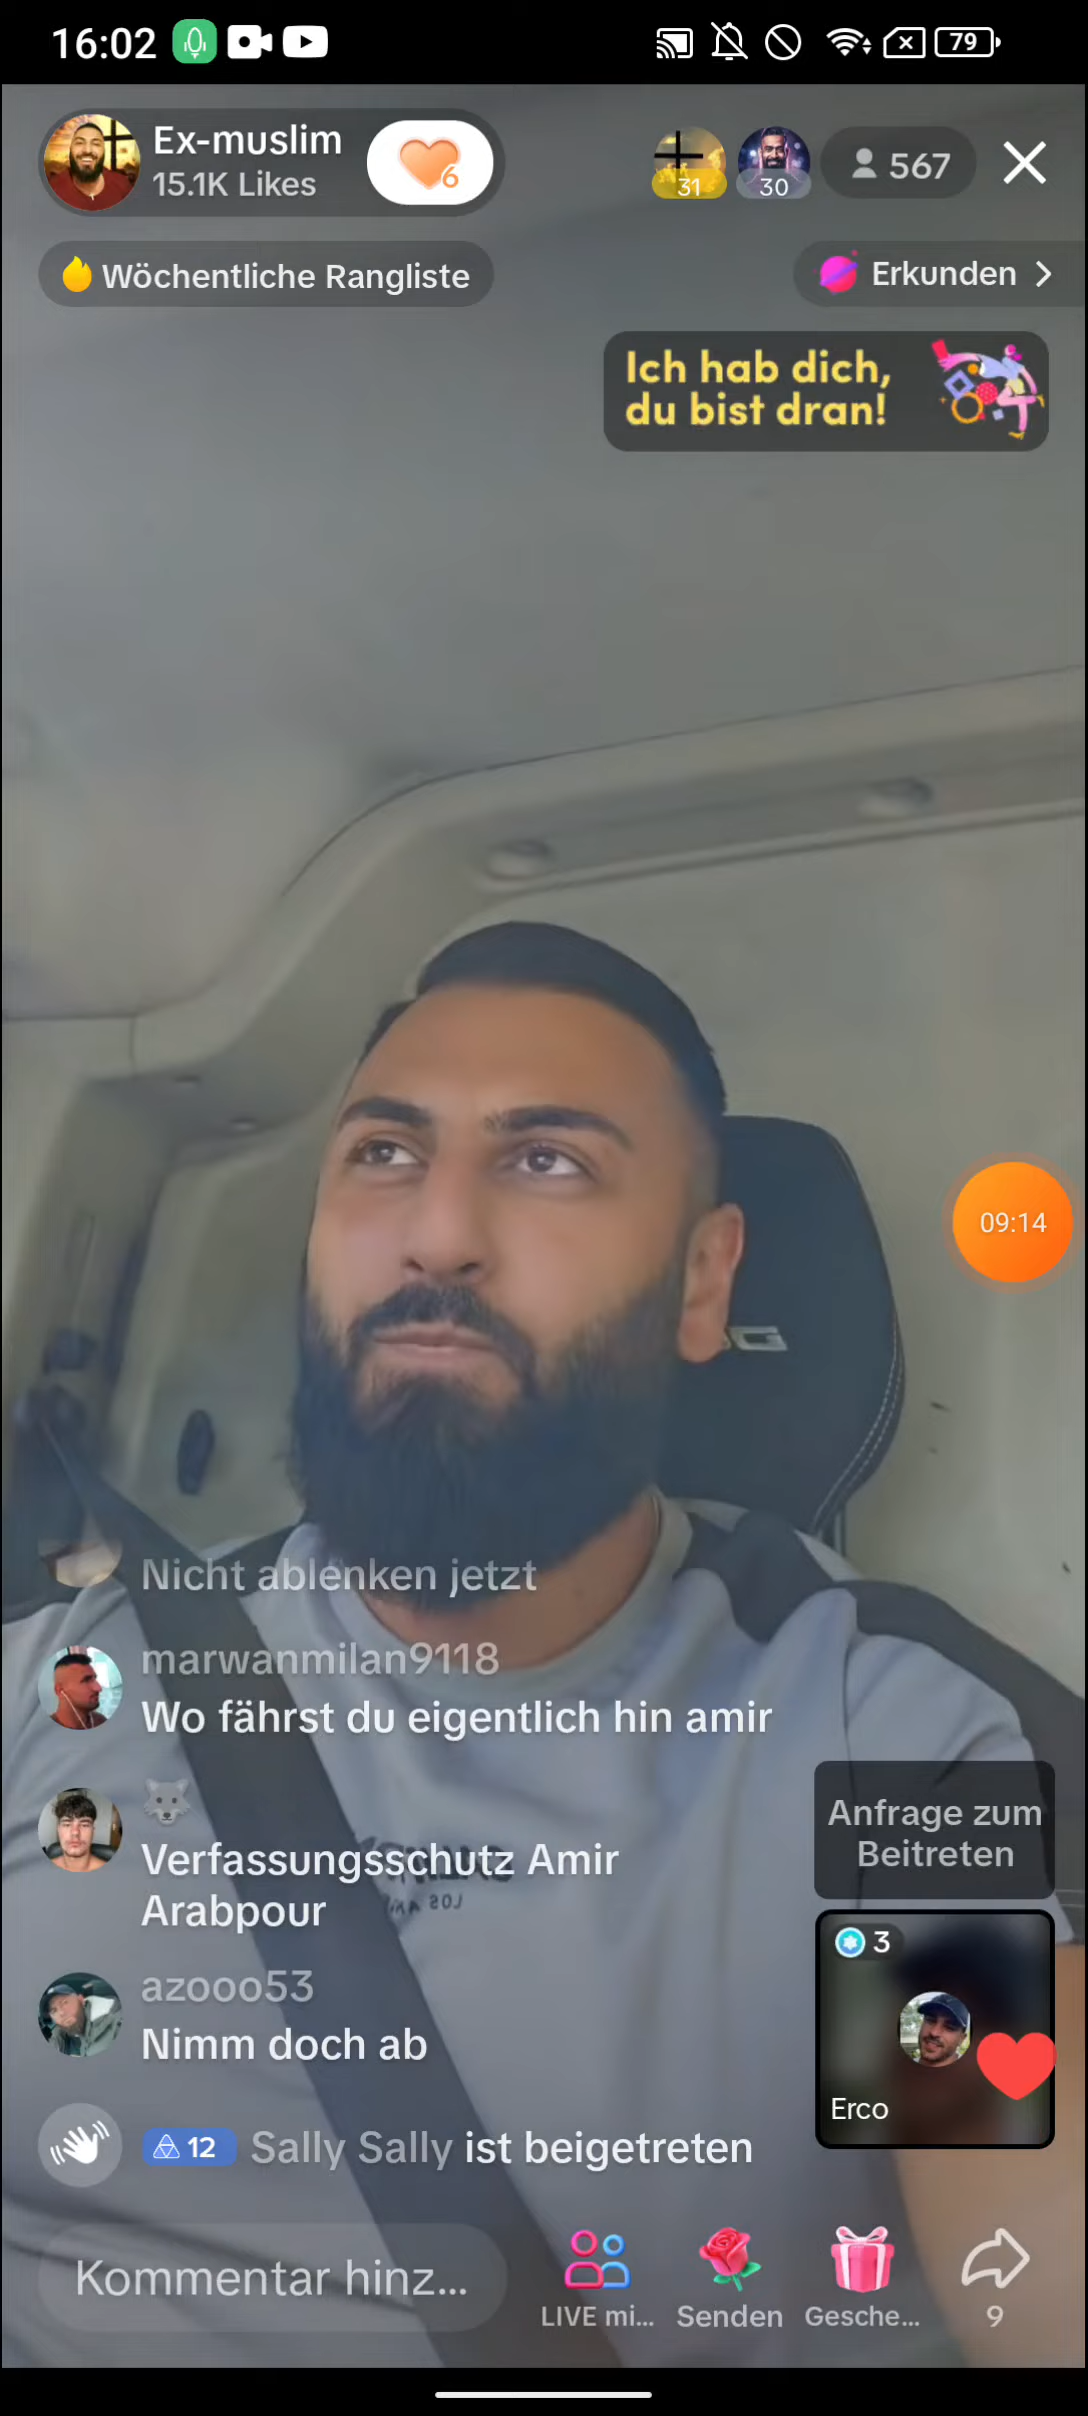 16:02
79
Ex-muslim
15.1K Likes
6
31
30
567
Wöchentliche Rangliste
Erkunden
Ich hab dich,
du bist dran!
09:14
Nicht ablenken jetzt
marwanmilan9118
Wo fährst du eigentlich hin amir
Verfassungsschutz Amir
Arabpour
azooo53
Nimm doch ab
12 Sally Sally ist beigetreten
Anfrage zum
Beitreten
3
Erco
Kommentar hinz...
LIVE mi...
Senden
Gesche...
9